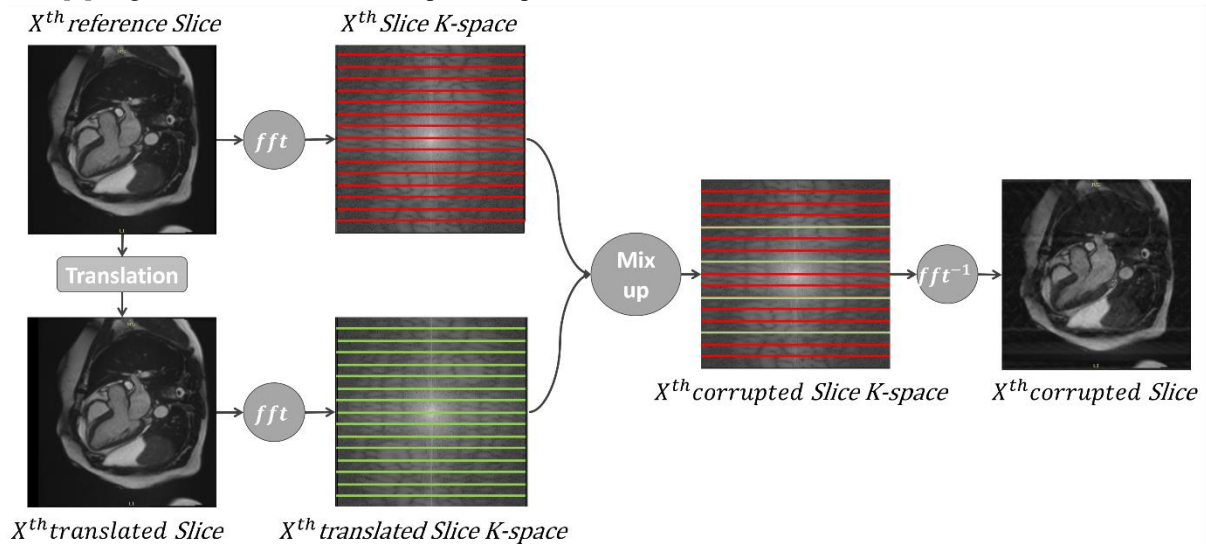 X^th reference Slice
X^th Slice K-space
fft
Translation
Mix
up
fft⁻¹
X^th corrupted Slice K-space
X^th corrupted Slice
fft
X^th translated Slice
X^th translated Slice K-space